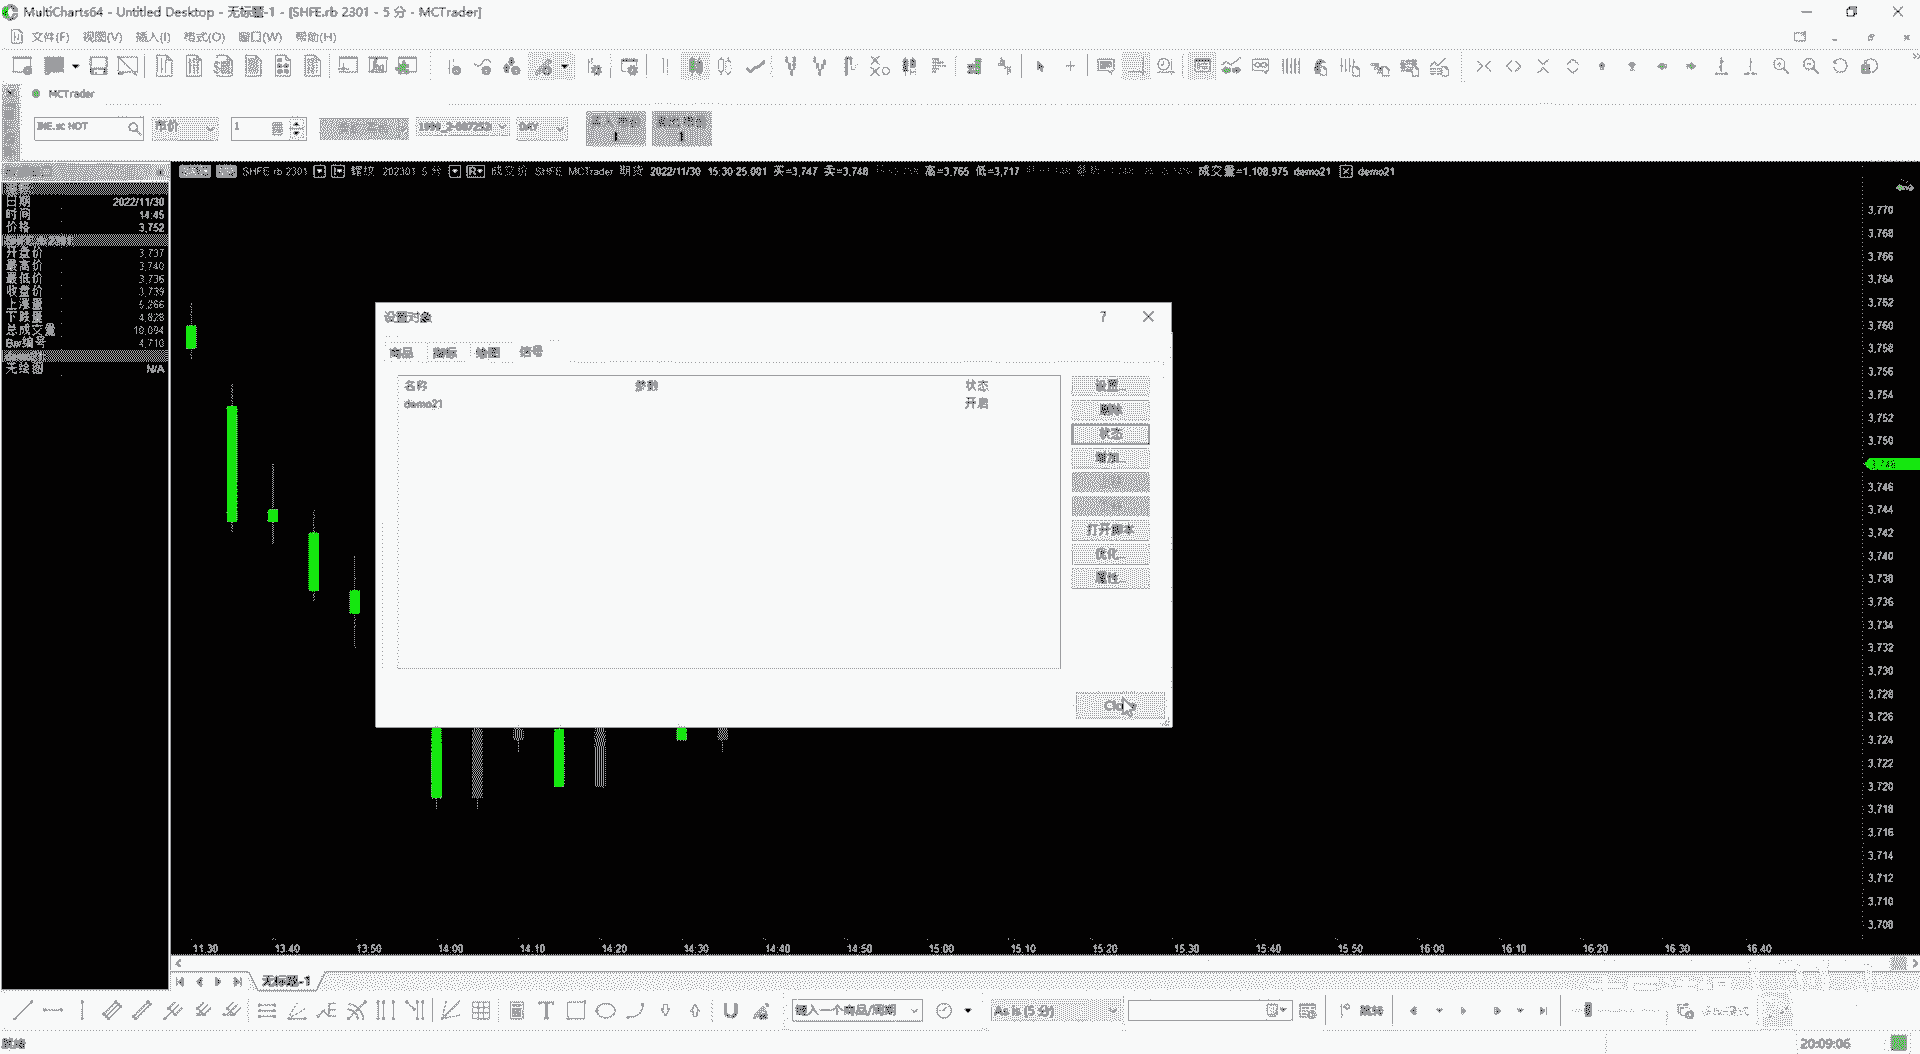 MultiCharts64 - Untitled Desktop - 无标题-1 - [SHFE.rb 2301 - 5 分 - MCTrader]
文件(F) 视图(V) 插入(I) 格式(O) 窗口(W) 帮助(H)
MCTrader
INE.sc HOT 市价 1 DAY
SHFE rb 2301 螺纹 202301 5 分 成交价 SHFE MCTrader 期货 2022/11/30 15:30:25.001 买=3,747 卖=3,748 高=3,765 低=3,717 成交量=1,108,975 demo21 demo21
日期 2022/11/30
时间 14:45
价格 3,752
SHFE.rb 2301
开盘价 3,737
最高价 3,740
最低价 3,736
收盘价 3,739
上涨量 5,266
下跌量 4,828
总成交量 10,094
Bar编号 4,710
demo21
无绘图 N/A
设置对象
?
商品 指标 绘图 信号
名称 参数 状态
demo21 开启
设置...
删除
状态
增加...
打开脚本
优化...
属性...
Close
3,770
3,768
3,766
3,764
3,762
3,760
3,758
3,756
3,754
3,752
3,750
3,748
3,746
3,744
3,742
3,740
3,738
3,736
3,734
3,732
3,730
3,728
3,726
3,724
3,722
3,720
3,718
3,716
3,714
3,712
3,710
3,708
11:30 13:40 13:50 14:00 14:10 14:20 14:30 14:40 14:50 15:00 15:10 15:20 15:30 15:40 15:50 16:00 16:10 16:20 16:30 16:40
无标题-1
键入一个商品/周期 As is (5 分) 跳转
就绪 20:09:06